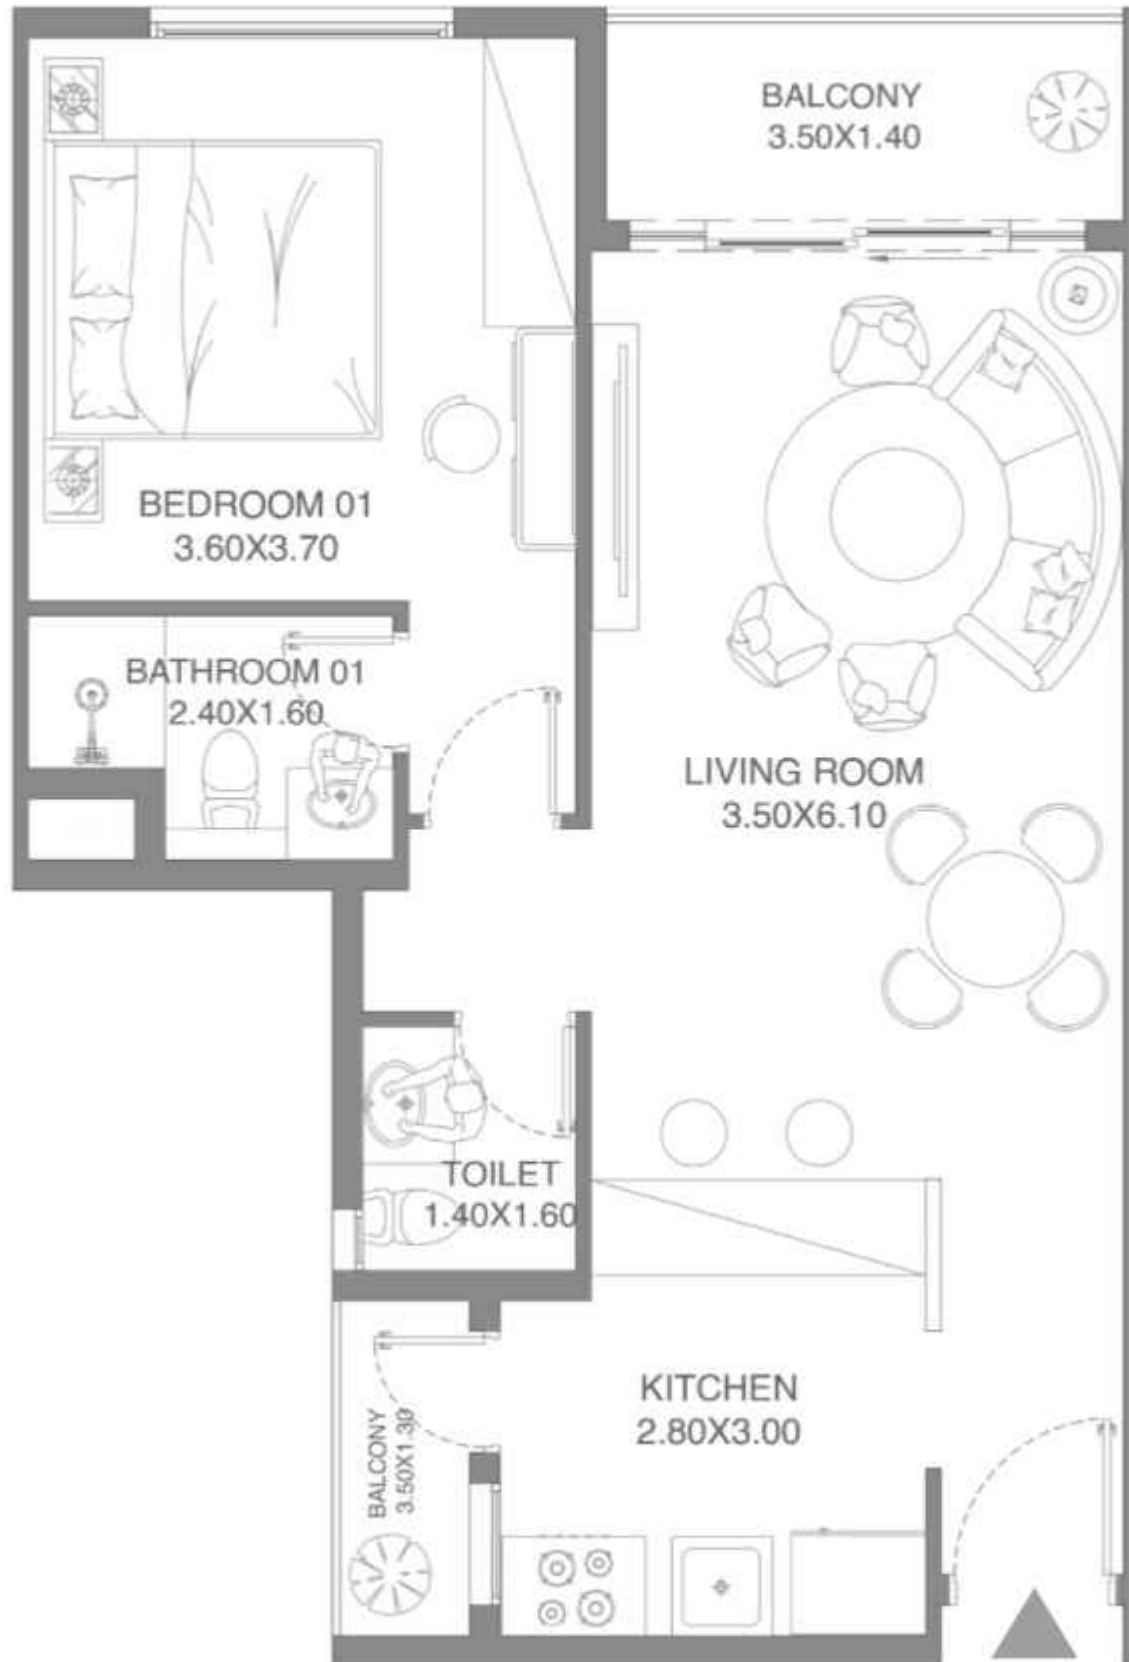 BALCONY
3.50X1.40
BEDROOM 01
3.60X3.70
BATHROOM 01
2.40X1.60
LIVING ROOM
3.50X6.10
TOILET
1.40X1.60
KITCHEN
2.80X3.00
BALCONY
3.50X1.30